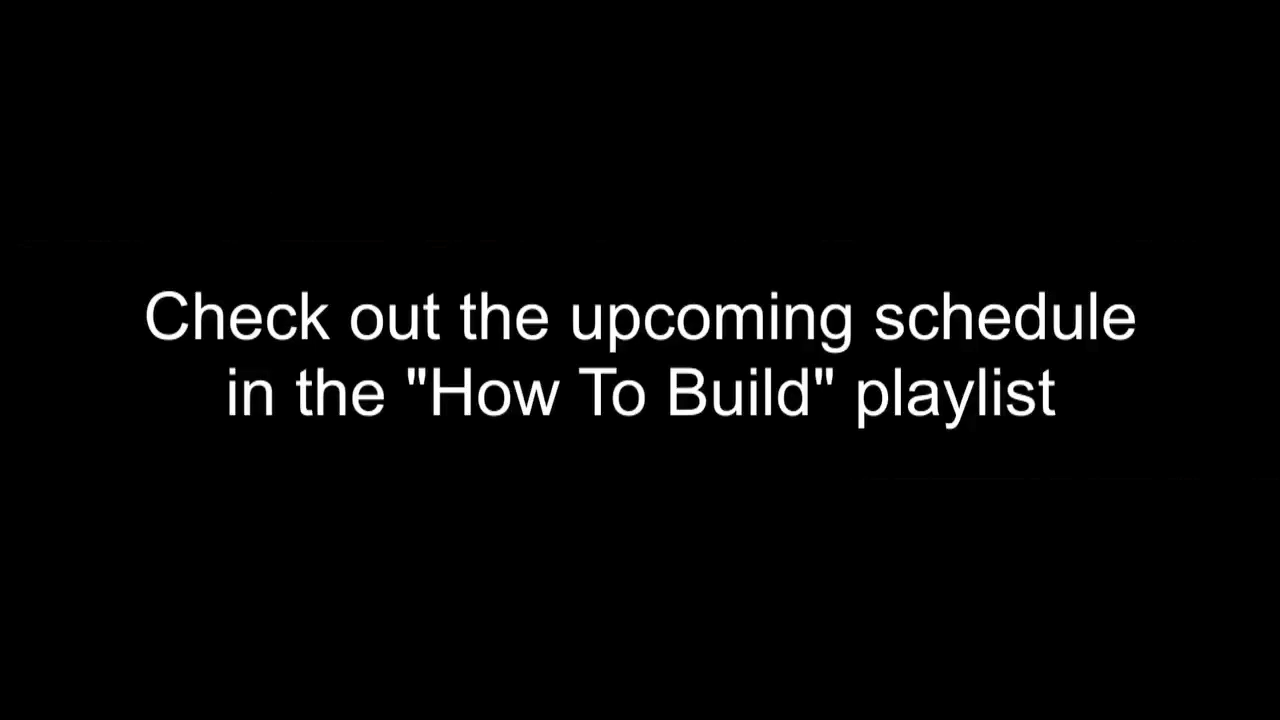 Check out the upcoming schedule
in the "How To Build" playlist